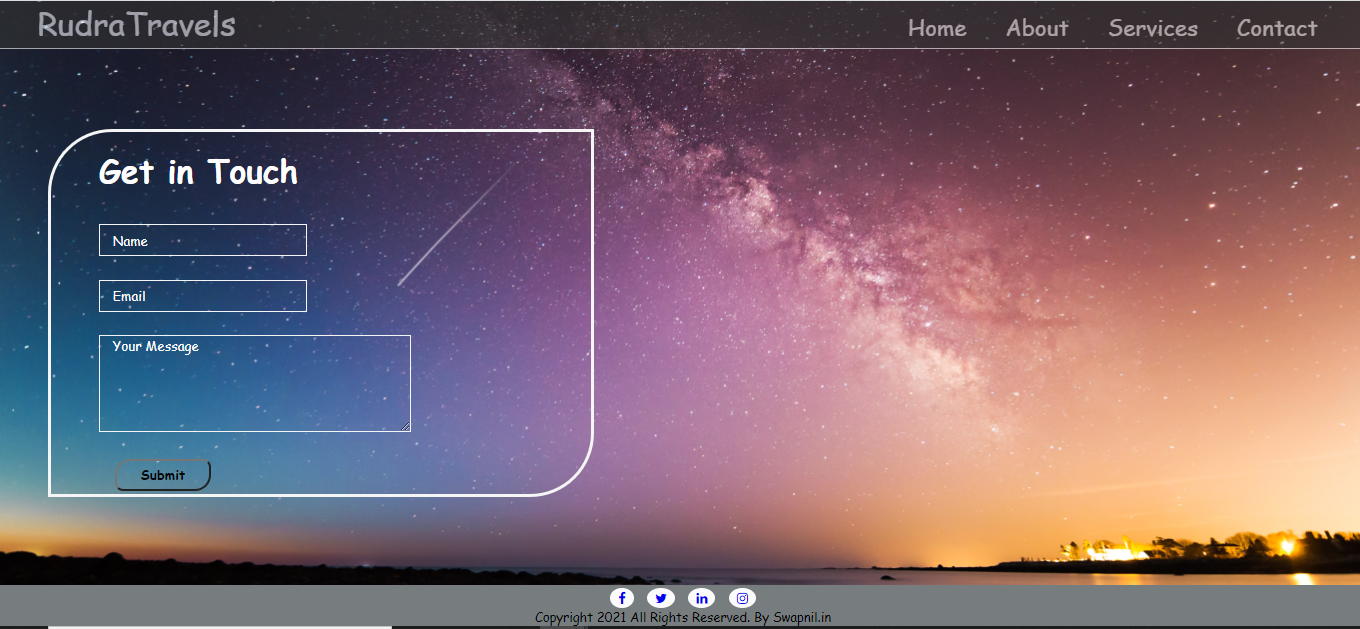 RudraTravels Home About Services Contact
Get in Touch
Name
Email
Your Message
Submit
Copyright 2021 All Rights Reserved. By Swapnil.in